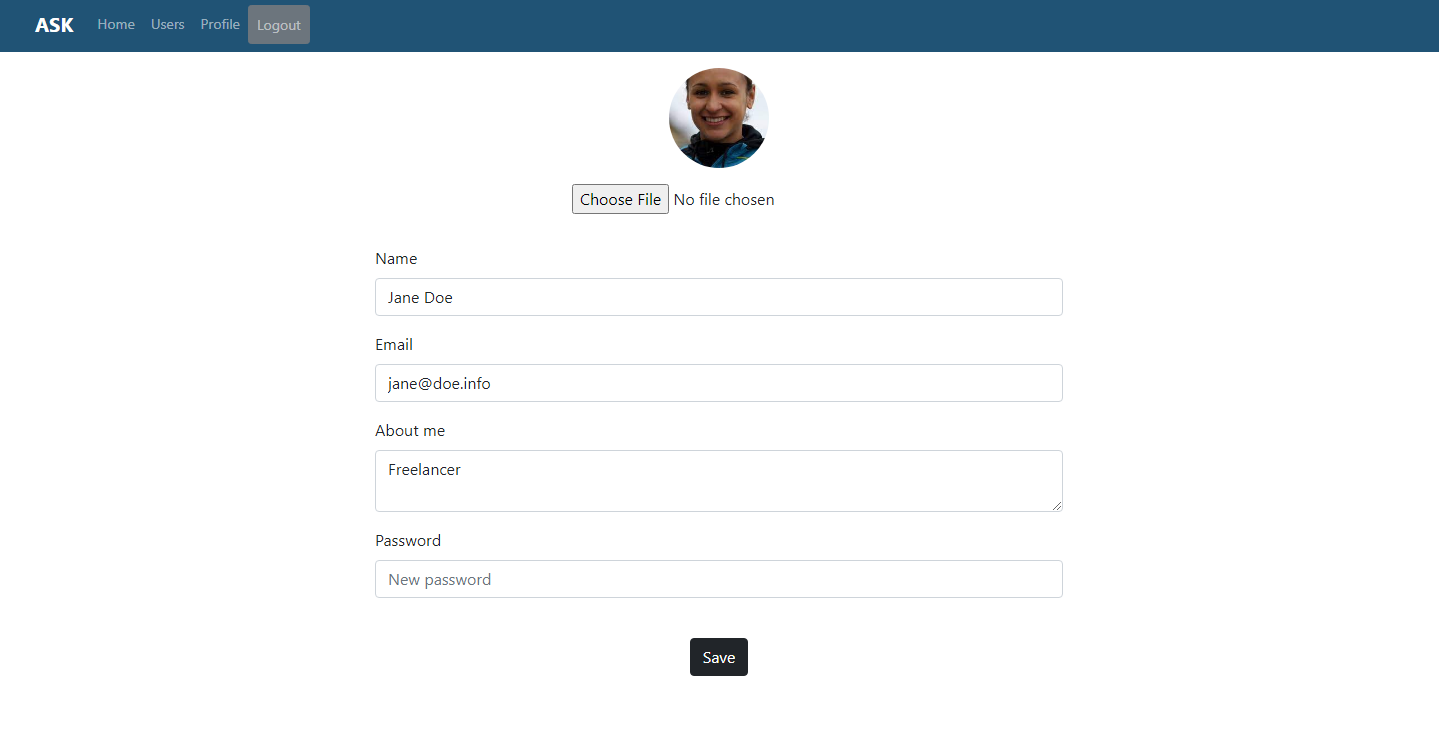 ASK Home Users Profile Logout
Choose File No file chosen
Name
Jane Doe
Email
jane@doe.info
About me
Freelancer
Password
New password
Save